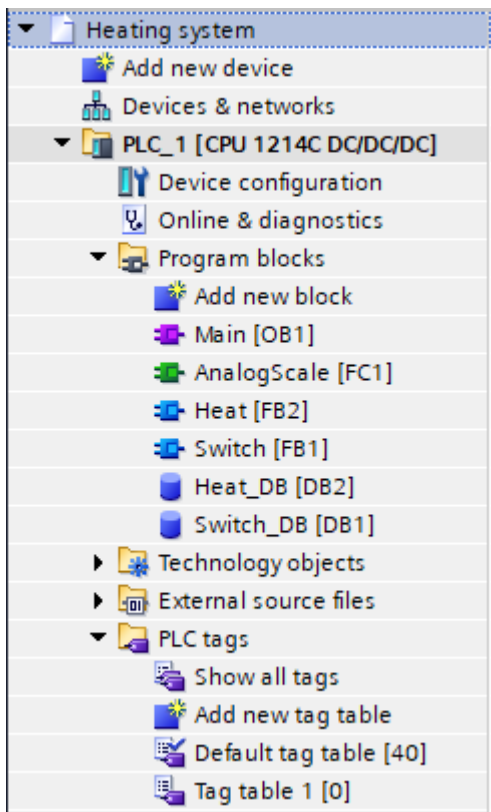 Heating system
Add new device
Devices & networks
PLC_1 [CPU 1214C DC/DC/DC]
Device configuration
Online & diagnostics
Program blocks
Add new block
Main [OB1]
AnalogScale [FC1]
Heat [FB2]
Switch [FB1]
Heat_DB [DB2]
Switch_DB [DB1]
Technology objects
External source files
PLC tags
Show all tags
Add new tag table
Default tag table [40]
Tag table 1 [0]